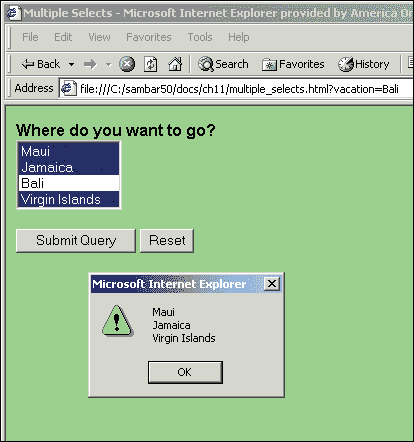 Multiple Selects - Microsoft Internet Explorer provided by America O
File Edit View Favorites Tools Help
Back Search Favorites History
Address file:///C:/sambar50/docs/ch11/multiple_selects.html?vacation=Bali
Where do you want to go?
Maui
Jamaica
Bali
Virgin Islands
Submit Query Reset
Microsoft Internet Explorer
Maui
Jamaica
Virgin Islands
OK